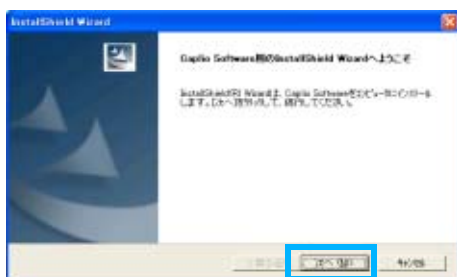 InstallShield Wizard
Caplio Software用のInstallShield Wizardへようこそ
InstallShield(R) Wizardは、Caplio Softwareをコンピュータにインストール
します。[次へ]をクリックして、続行してください。
次へ(N) >
キャンセル